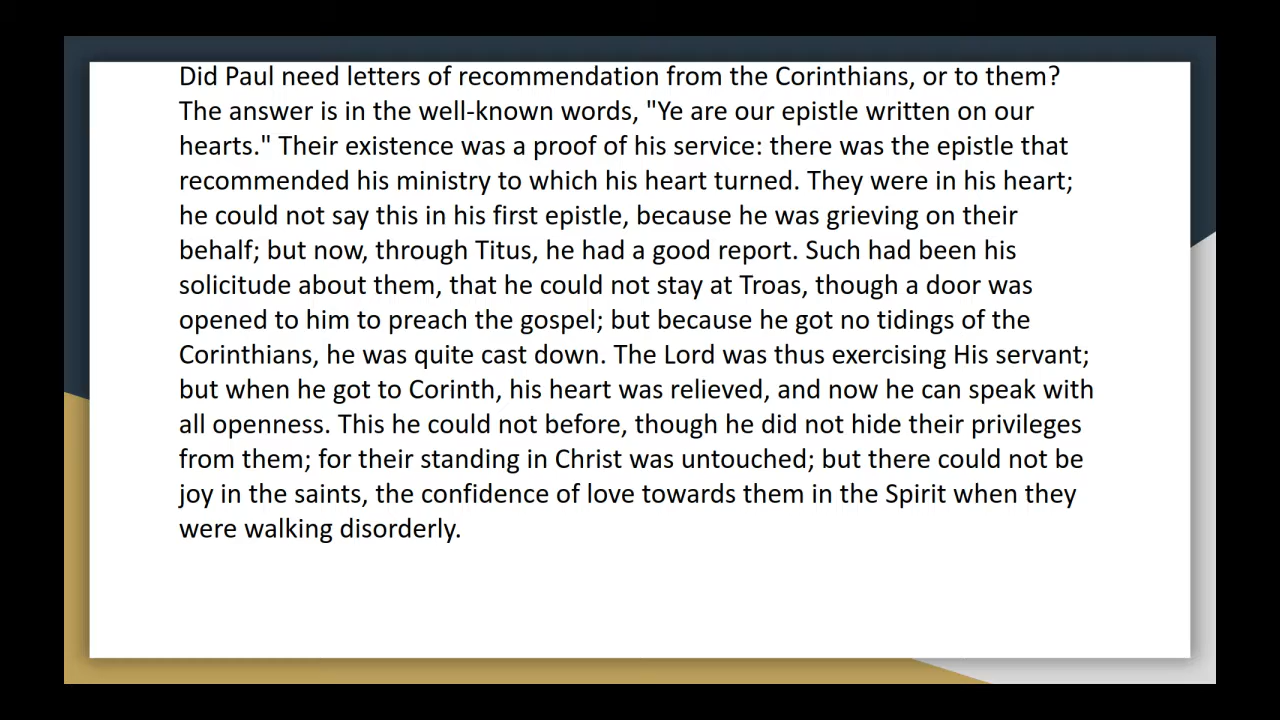 Did Paul need letters of recommendation from the Corinthians, or to them?
The answer is in the well-known words, "Ye are our epistle written on our
hearts." Their existence was a proof of his service: there was the epistle that
recommended his ministry to which his heart turned. They were in his heart;
he could not say this in his first epistle, because he was grieving on their
behalf; but now, through Titus, he had a good report. Such had been his
solicitude about them, that he could not stay at Troas, though a door was
opened to him to preach the gospel; but because he got no tidings of the
Corinthians, he was quite cast down. The Lord was thus exercising His servant;
but when he got to Corinth, his heart was relieved, and now he can speak with
all openness. This he could not before, though he did not hide their privileges
from them; for their standing in Christ was untouched; but there could not be
joy in the saints, the confidence of love towards them in the Spirit when they
were walking disorderly.